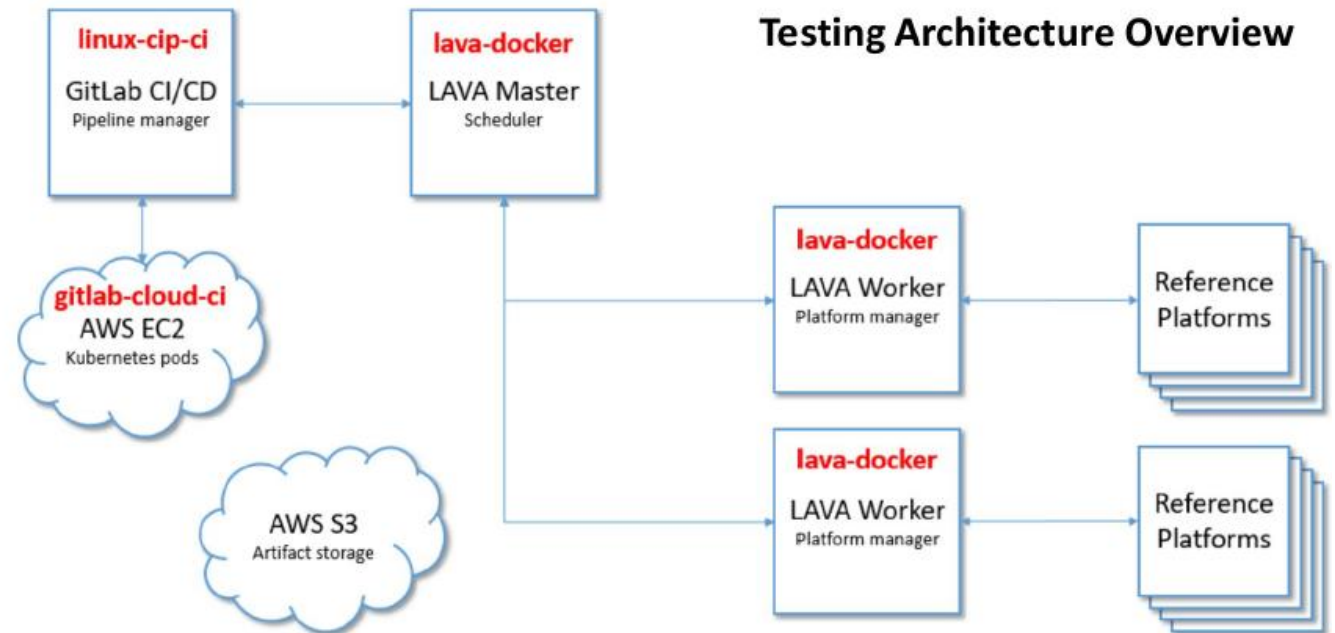 Testing Architecture Overview
linux-cip-ci
GitLab CI/CD
Pipeline manager
lava-docker
LAVA Master
Scheduler
gitlab-cloud-ci
AWS EC2
Kubernetes pods
lava-docker
LAVA Worker
Platform manager
Reference
Platforms
AWS S3
Artifact storage
lava-docker
LAVA Worker
Platform manager
Reference
Platforms